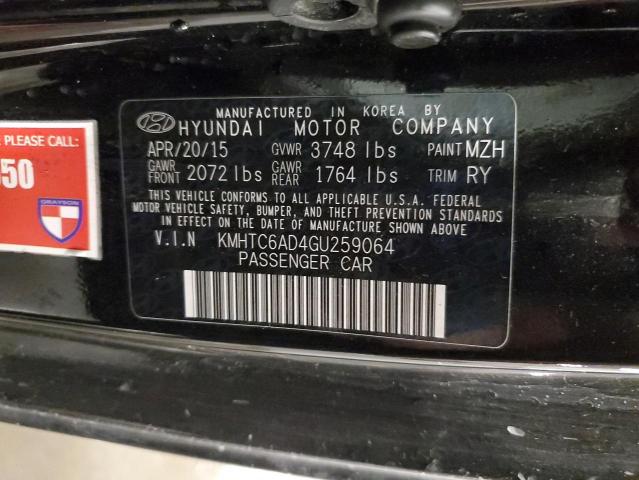 MANUFACTURED IN KOREA BY
HYUNDAI MOTOR COMPANY
APR/20/15 GVWR 3748 lbs PAINT MZH
GAWR FRONT 2072 lbs GAWR REAR 1764 lbs TRIM RY
THIS VEHICLE CONFORMS TO ALL APPLICABLE U.S.A. FEDERAL
MOTOR VEHICLE SAFETY, BUMPER, AND THEFT PREVENTION STANDARDS
IN EFFECT ON THE DATE OF MANUFACTURE SHOWN ABOVE
V.I.N KMHTC6AD4GU259064
PASSENGER CAR
PLEASE CALL:
50
GRAYSON